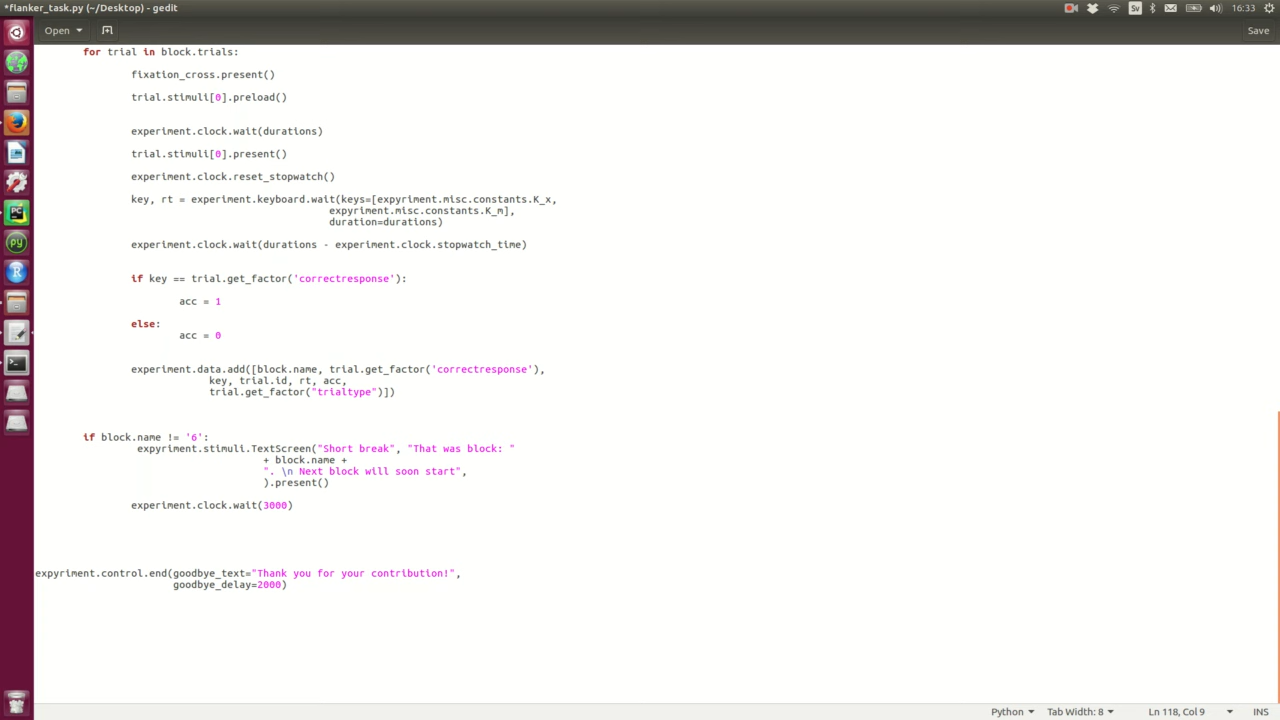 *flanker_task.py (~/Desktop) - gedit
Sv
16:33
Open
Save
for trial in block.trials:
fixation_cross.present()
trial.stimuli[0].preload()
experiment.clock.wait(durations)
trial.stimuli[0].present()
experiment.clock.reset_stopwatch()
key, rt = experiment.keyboard.wait(keys=[expyriment.misc.constants.K_x,
expyriment.misc.constants.K_m],
duration=durations)
experiment.clock.wait(durations - experiment.clock.stopwatch_time)
if key == trial.get_factor('correctresponse'):
acc = 1
else:
acc = 0
experiment.data.add([block.name, trial.get_factor('correctresponse'),
key, trial.id, rt, acc,
trial.get_factor("trialtype")])
if block.name != '6':
expyriment.stimuli.TextScreen("Short break", "That was block: "
+ block.name +
". \n Next block will soon start",
).present()
experiment.clock.wait(3000)
expyriment.control.end(goodbye_text="Thank you for your contribution!",
goodbye_delay=2000)
PC
py
R
Python
Tab Width: 8
Ln 118, Col 9
INS